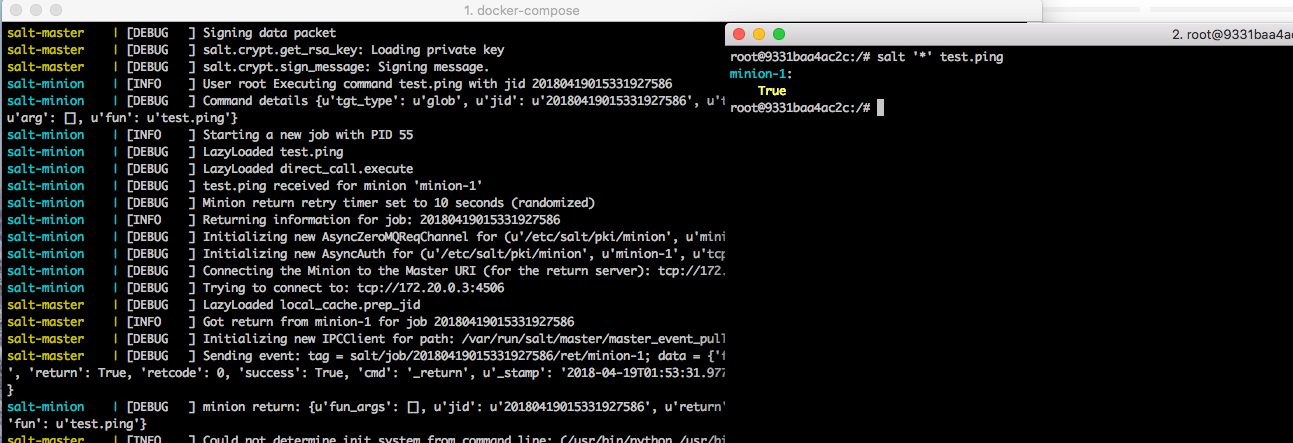 1. docker-compose
salt-master    | [DEBUG   ] Signing data packet
salt-master    | [DEBUG   ] salt.crypt.get_rsa_key: Loading private key
salt-master    | [DEBUG   ] salt.crypt.sign_message: Signing message.
salt-minion    | [INFO    ] User root Executing command test.ping with jid 20180419015331927586
salt-minion    | [DEBUG   ] Command details {u'tgt_type': u'glob', u'jid': u'20180419015331927586', u't
u'arg': [], u'fun': u'test.ping'}
salt-minion    | [INFO    ] Starting a new job with PID 55
salt-minion    | [DEBUG   ] LazyLoaded test.ping
salt-minion    | [DEBUG   ] LazyLoaded direct_call.execute
salt-minion    | [DEBUG   ] test.ping received for minion 'minion-1'
salt-minion    | [DEBUG   ] Minion return retry timer set to 10 seconds (randomized)
salt-minion    | [INFO    ] Returning information for job: 20180419015331927586
salt-minion    | [DEBUG   ] Initializing new AsyncZeroMQReqChannel for (u'/etc/salt/pki/minion', u'mini
salt-minion    | [DEBUG   ] Initializing new AsyncAuth for (u'/etc/salt/pki/minion', u'minion-1', u'tcp
salt-minion    | [DEBUG   ] Connecting the Minion to the Master URI (for the return server): tcp://172.
salt-minion    | [DEBUG   ] Trying to connect to: tcp://172.20.0.3:4506
salt-master    | [DEBUG   ] LazyLoaded local_cache.prep_jid
salt-master    | [INFO    ] Got return from minion-1 for job 20180419015331927586
salt-master    | [DEBUG   ] Initializing new IPCClient for path: /var/run/salt/master/master_event_pull
salt-master    | [DEBUG   ] Sending event: tag = salt/job/20180419015331927586/ret/minion-1; data = {'f
', 'return': True, 'retcode': 0, 'success': True, 'cmd': '_return', u'_stamp': '2018-04-19T01:53:31.977
}
salt-minion    | [DEBUG   ] minion return: {u'fun_args': [], u'jid': u'20180419015331927586', u'return'
'fun': u'test.ping'}
salt-master    | [INFO    ] Could not determine init system from command line: (/usr/bin/python /usr/bi
2. root@9331baa4ac
root@9331baa4ac2c:/# salt '*' test.ping
minion-1:
    True
root@9331baa4ac2c:/#